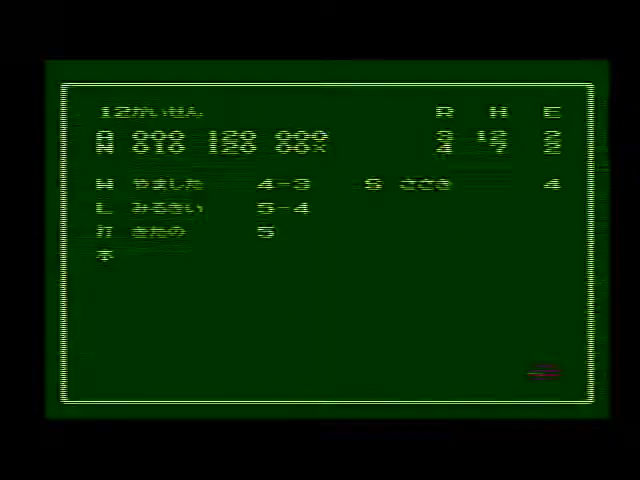 12かいせん R H E
A 000 120 000 3 12 2
N 010 120 00× 4 7 2
W やました 4-3 S ささき 4
L みるさい 5-4
打 きたの 5
本